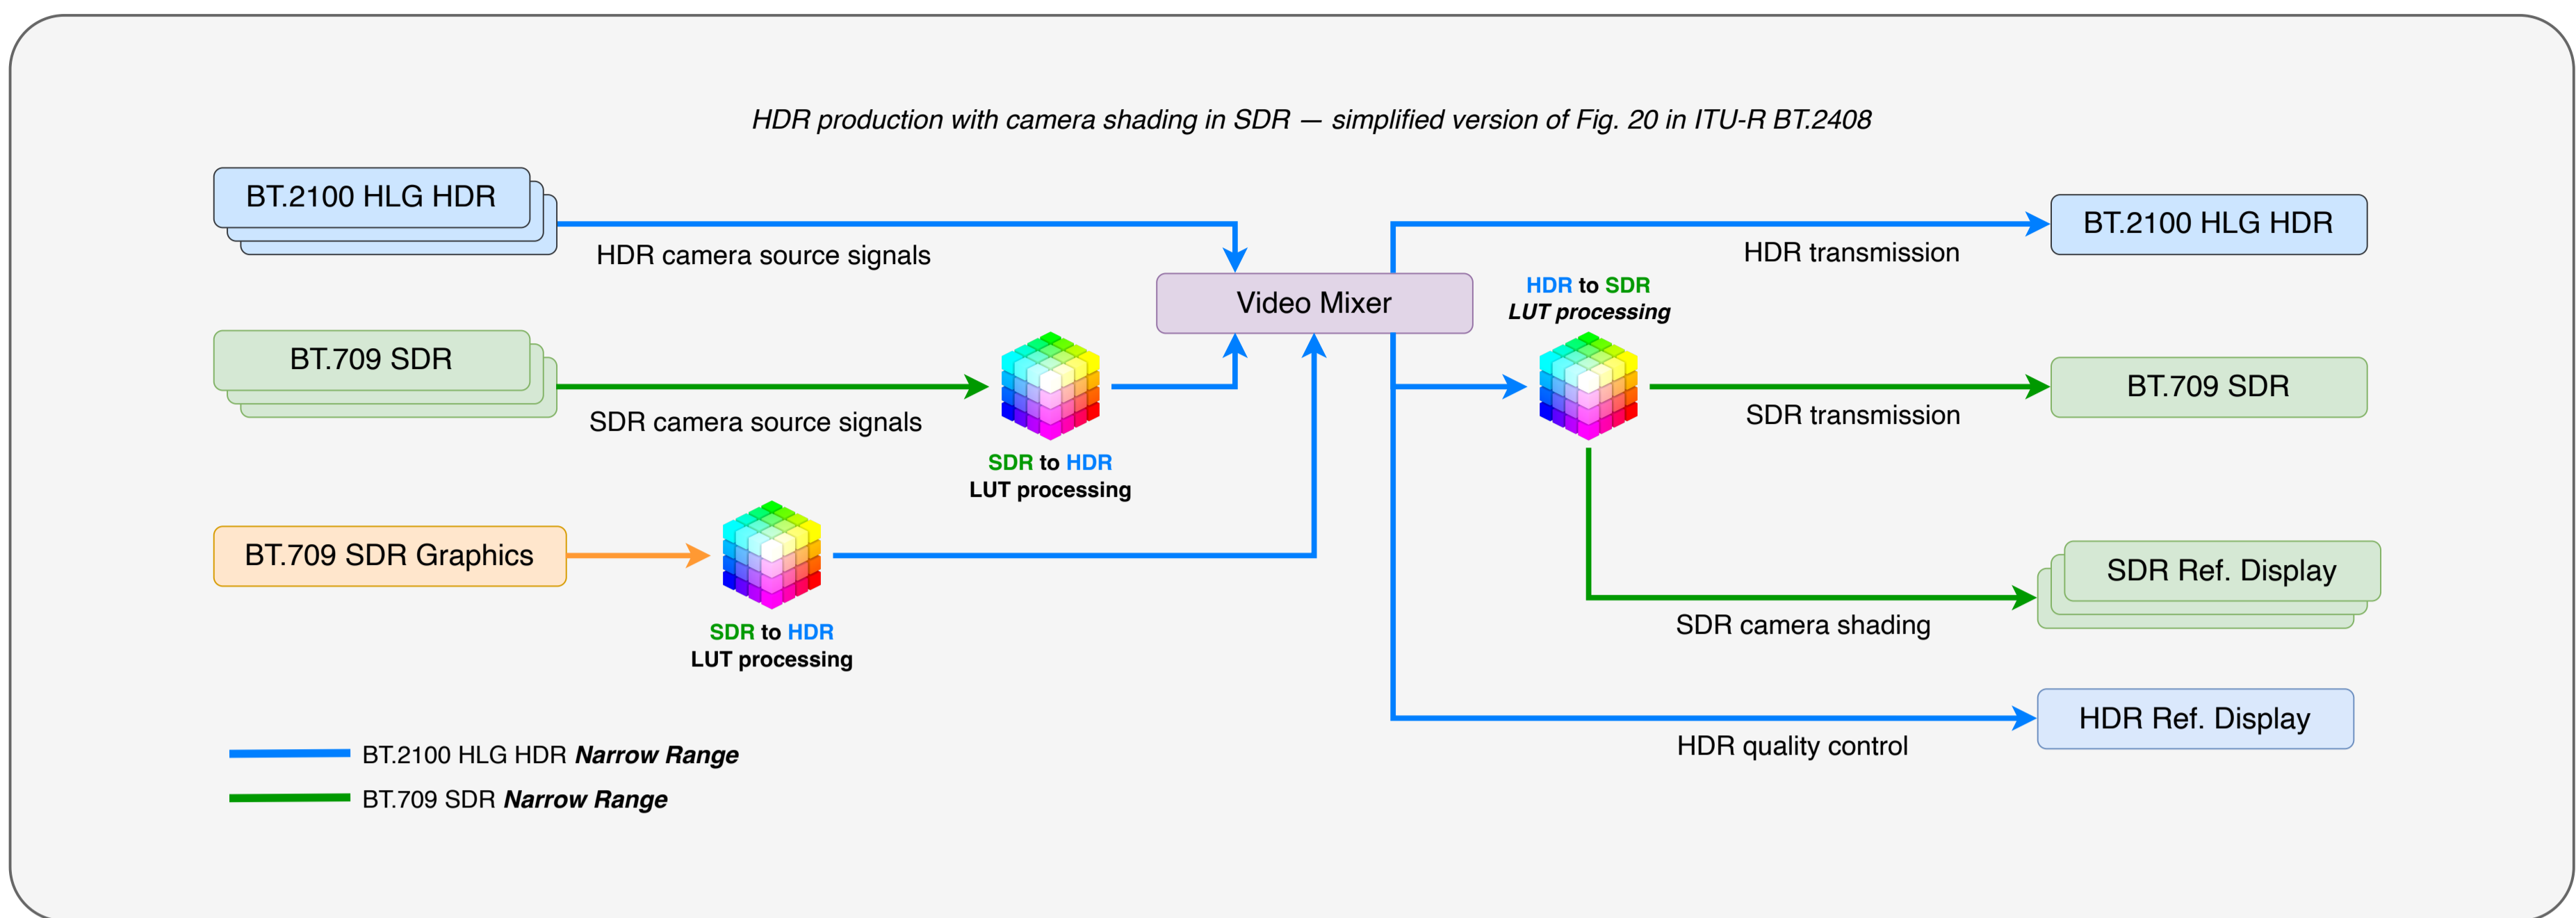 HDR production with camera shading in SDR — simplified version of Fig. 20 in ITU-R BT.2408
BT.2100 HLG HDR
HDR camera source signals
BT.709 SDR
SDR camera source signals
SDR to HDR
LUT processing
BT.709 SDR Graphics
SDR to HDR
LUT processing
Video Mixer
HDR to SDR
LUT processing
HDR transmission
BT.2100 HLG HDR
SDR transmission
BT.709 SDR
SDR camera shading
SDR Ref. Display
HDR quality control
HDR Ref. Display
BT.2100 HLG HDR Narrow Range
BT.709 SDR Narrow Range